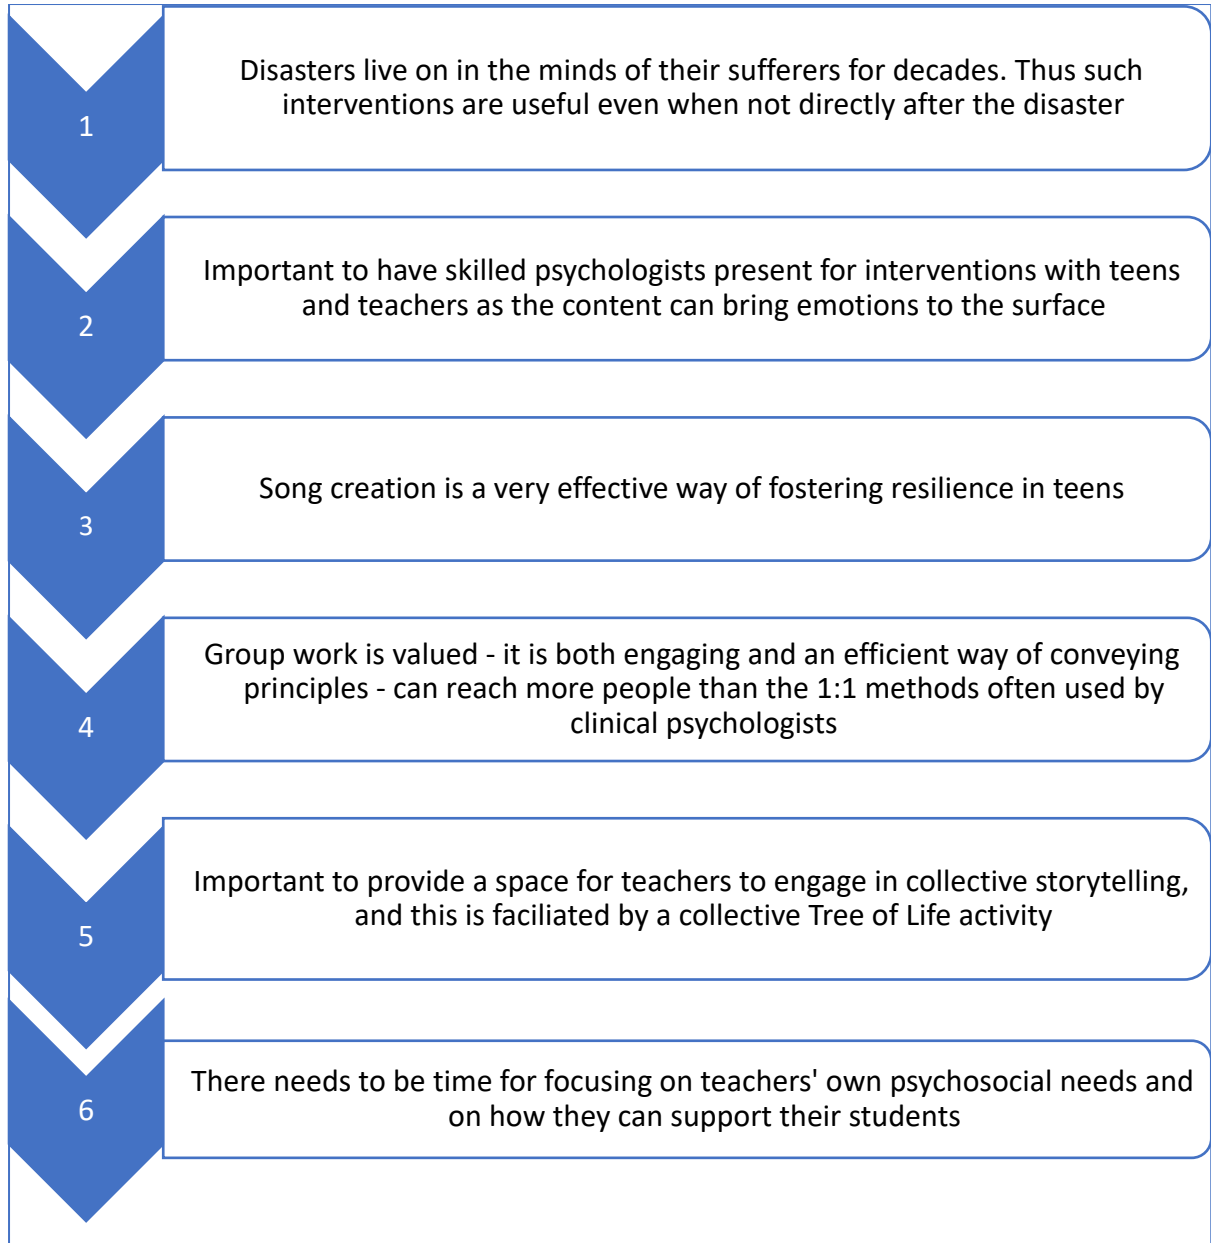 1
Disasters live on in the minds of their sufferers for decades. Thus such
interventions are useful even when not directly after the disaster
2
Important to have skilled psychologists present for interventions with teens
and teachers as the content can bring emotions to the surface
3
Song creation is a very effective way of fostering resilience in teens
4
Group work is valued - it is both engaging and an efficient way of conveying
principles - can reach more people than the 1:1 methods often used by
clinical psychologists
5
Important to provide a space for teachers to engage in collective storytelling,
and this is faciliated by a collective Tree of Life activity
6
There needs to be time for focusing on teachers' own psychosocial needs and
on how they can support their students